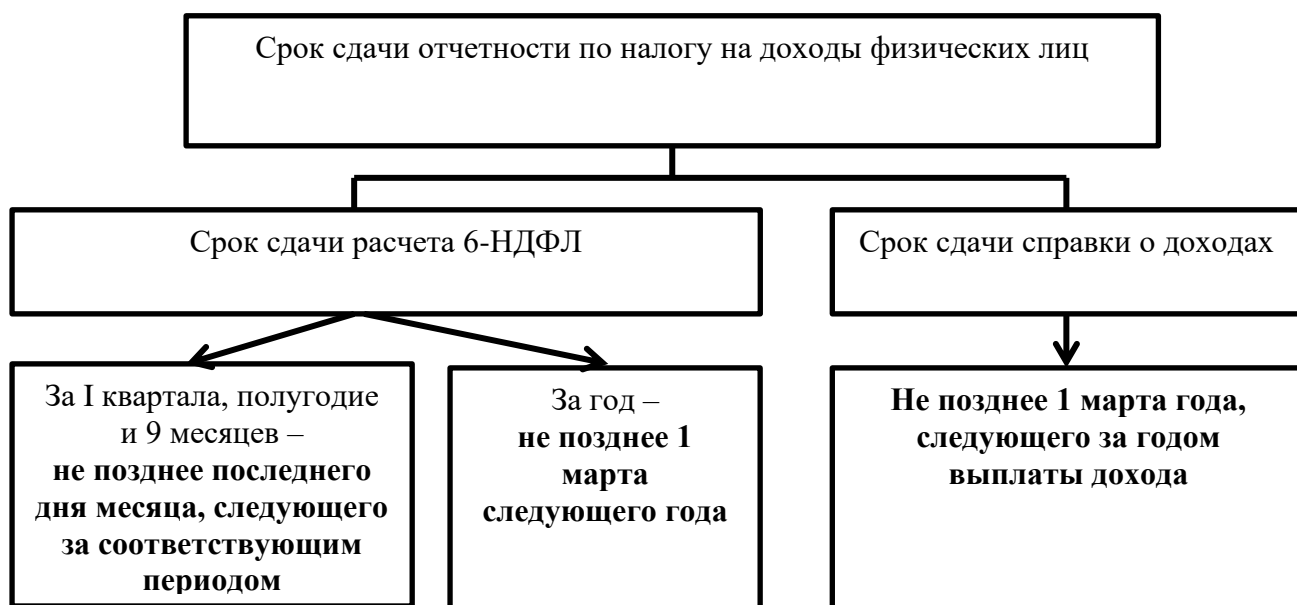 Срок сдачи отчетности по налогу на доходы физических лиц
Срок сдачи расчета 6-НДФЛ
Срок сдачи справки о доходах
За I квартала, полугодие
и 9 месяцев –
не позднее последнего
дня месяца, следующего
за соответствующим
периодом
За год –
не позднее 1
марта
следующего года
Не позднее 1 марта года,
следующего за годом
выплаты дохода